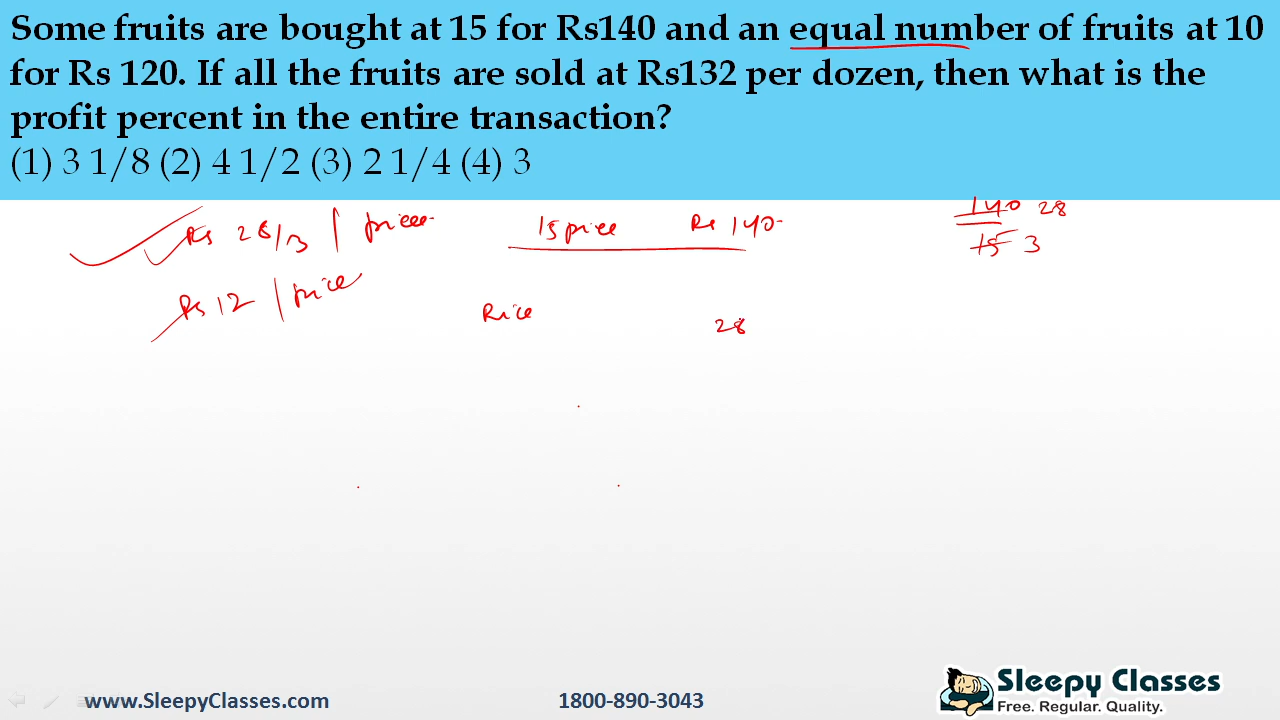 Some fruits are bought at 15 for Rs140 and an equal number of fruits at 10
for Rs 120. If all the fruits are sold at Rs132 per dozen, then what is the
profit percent in the entire transaction?
(1) 3 1/8 (2) 4 1/2 (3) 2 1/4 (4) 3
Rs 28/3 | price 15 price Rs 140 140 28
15 3
Rs 12 | price Rice 28
www.SleepyClasses.com 1800-890-3043 Sleepy Classes
Free. Regular. Quality.